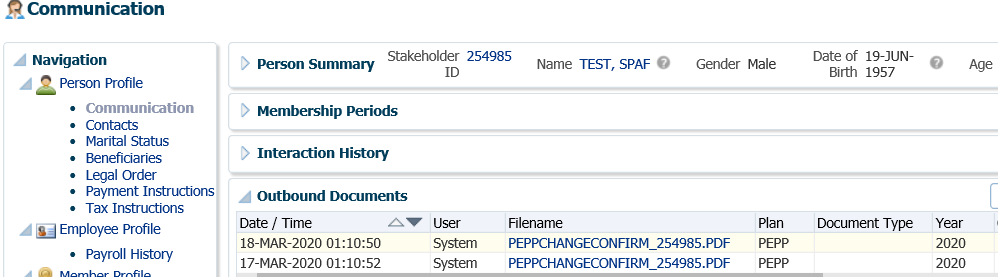 Communication
Navigation
Person Profile
Communication
Contacts
Marital Status
Beneficiaries
Legal Order
Payment Instructions
Tax Instructions
Employee Profile
Payroll History
Member Profile
Person Summary Stakeholder ID 254985 Name TEST, SPAF Gender Male Date of Birth 19-JUN-1957 Age
Membership Periods
Interaction History
Outbound Documents
Date / Time User Filename Plan Document Type Year
18-MAR-2020 01:10:50 System PEPPCHANGECONFIRM_254985.PDF PEPP 2020
17-MAR-2020 01:10:52 System PEPPCHANGECONFIRM_254985.PDF PEPP 2020